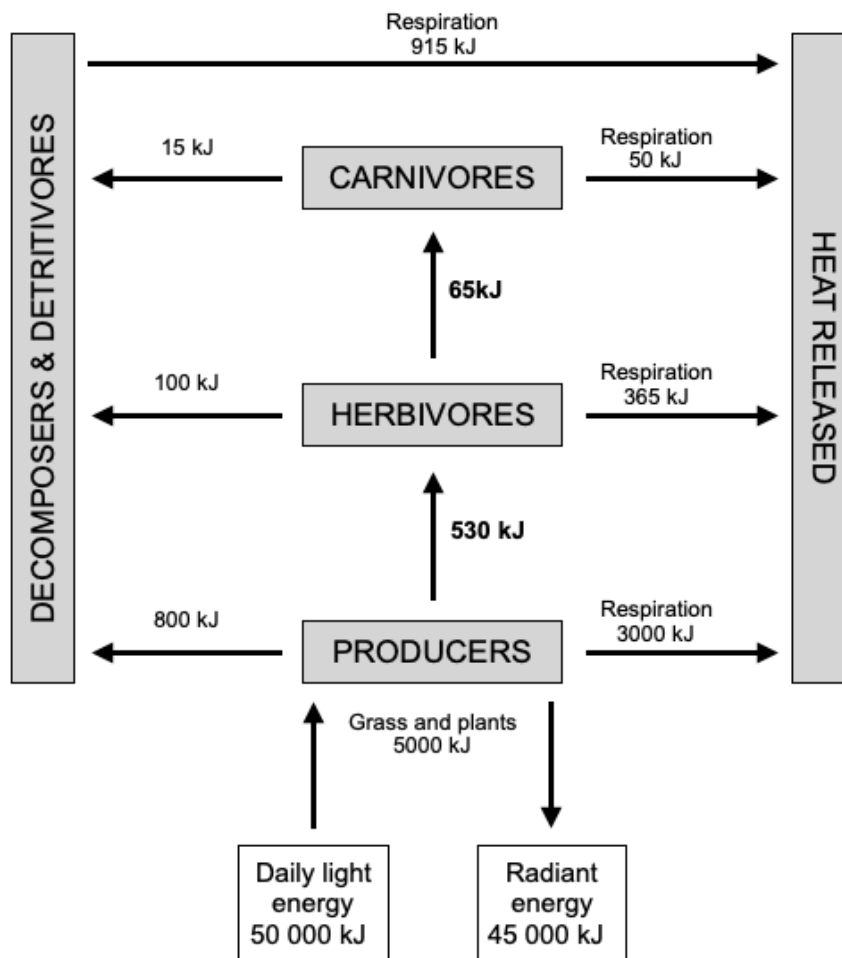 Respiration
915 kJ
DECOMPOSERS & DETRITIVORES
HEAT RELEASED
15 kJ
CARNIVORES
Respiration
50 kJ
65kJ
100 kJ
HERBIVORES
Respiration
365 kJ
530 kJ
800 kJ
PRODUCERS
Respiration
3000 kJ
Grass and plants
5000 kJ
Daily light
energy
50 000 kJ
Radiant
energy
45 000 kJ